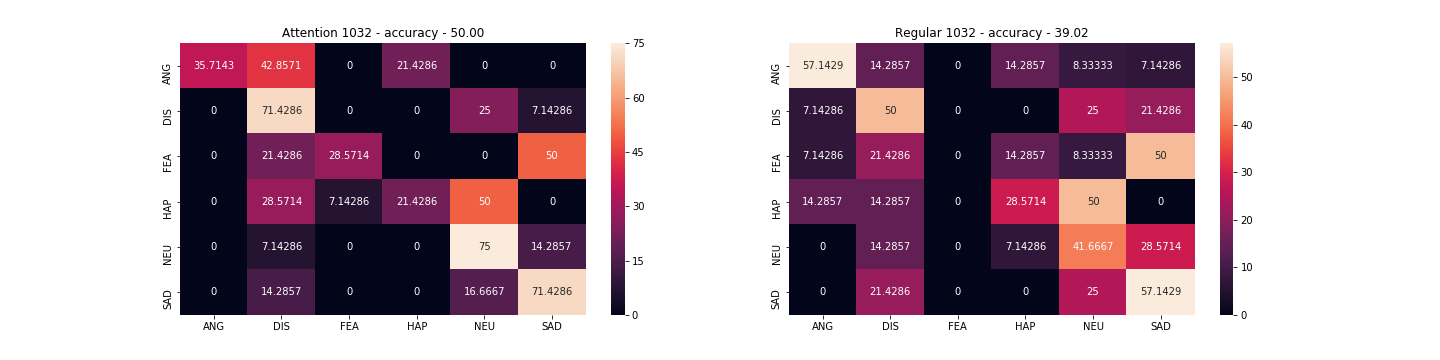 Attention 1032 - accuracy - 50.00
ANG 35.7143 42.8571 0 21.4286 0 0
DIS 0 71.4286 0 0 25 7.14286
FEA 0 21.4286 28.5714 0 0 50
HAP 0 28.5714 7.14286 21.4286 50 0
NEU 0 7.14286 0 0 75 14.2857
SAD 0 14.2857 0 0 16.6667 71.4286
ANG DIS FEA HAP NEU SAD
75
60
45
30
15
0
Regular 1032 - accuracy - 39.02
ANG 57.1429 14.2857 0 14.2857 8.33333 7.14286
DIS 7.14286 50 0 0 25 21.4286
FEA 7.14286 21.4286 0 14.2857 8.33333 50
HAP 14.2857 14.2857 0 28.5714 50 0
NEU 0 14.2857 0 7.14286 41.6667 28.5714
SAD 0 21.4286 0 0 25 57.1429
ANG DIS FEA HAP NEU SAD
50
40
30
20
10
0